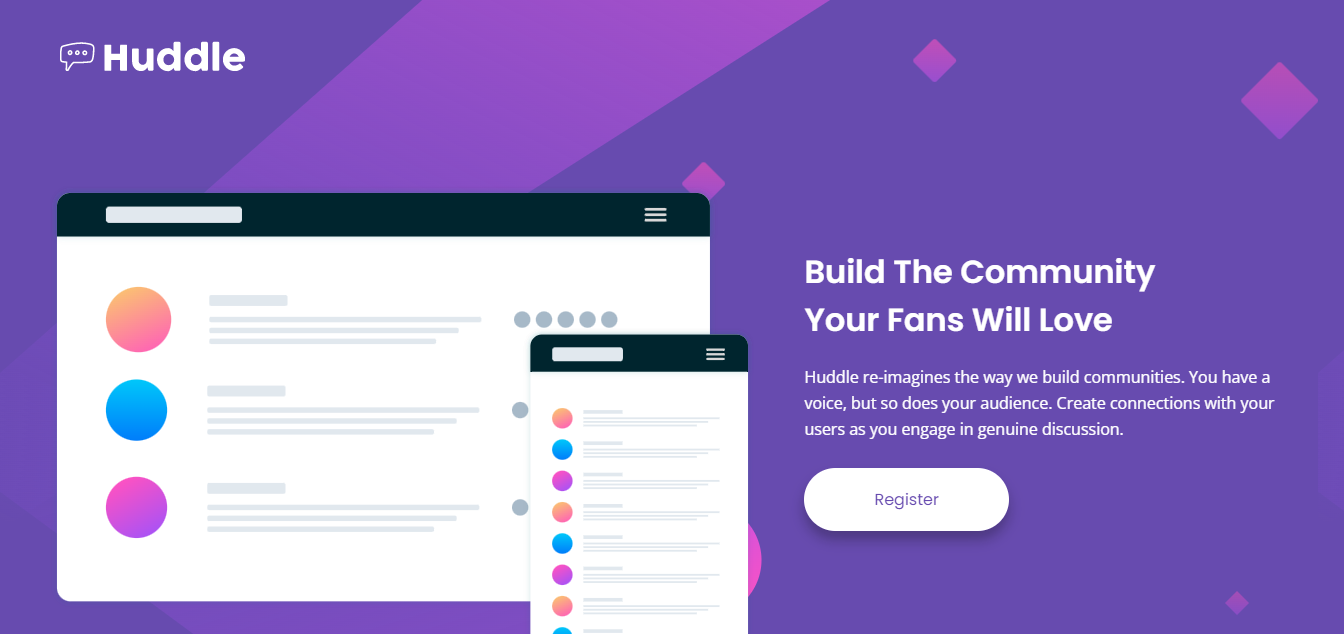 Huddle
Build The Community
Your Fans Will Love
Huddle re-imagines the way we build communities. You have a
voice, but so does your audience. Create connections with your
users as you engage in genuine discussion.
Register